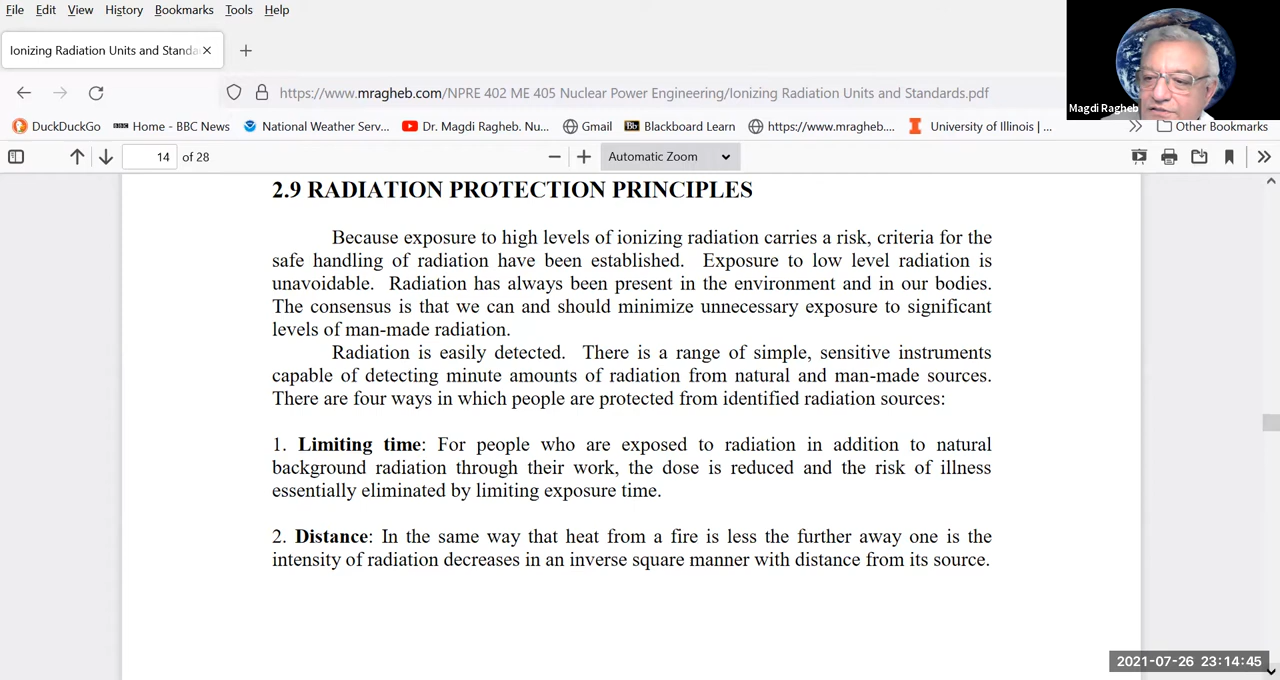 File Edit View History Bookmarks Tools Help
Ionizing Radiation Units and Standa
https://www.mragheb.com/NPRE 402 ME 405 Nuclear Power Engineering/Ionizing Radiation Units and Standards.pdf
Magdi Ragheb
DuckDuckGo BBC Home - BBC News National Weather Serv... Dr. Magdi Ragheb. Nu... Gmail Bb Blackboard Learn https://www.mragheb.... I University of Illinois |... Other Bookmarks
14 of 28 Automatic Zoom
2.9 RADIATION PROTECTION PRINCIPLES
Because exposure to high levels of ionizing radiation carries a risk, criteria for the
safe handling of radiation have been established. Exposure to low level radiation is
unavoidable. Radiation has always been present in the environment and in our bodies.
The consensus is that we can and should minimize unnecessary exposure to significant
levels of man-made radiation.
Radiation is easily detected. There is a range of simple, sensitive instruments
capable of detecting minute amounts of radiation from natural and man-made sources.
There are four ways in which people are protected from identified radiation sources:
1. Limiting time: For people who are exposed to radiation in addition to natural
background radiation through their work, the dose is reduced and the risk of illness
essentially eliminated by limiting exposure time.
2. Distance: In the same way that heat from a fire is less the further away one is the
intensity of radiation decreases in an inverse square manner with distance from its source.
2021-07-26 23:14:45